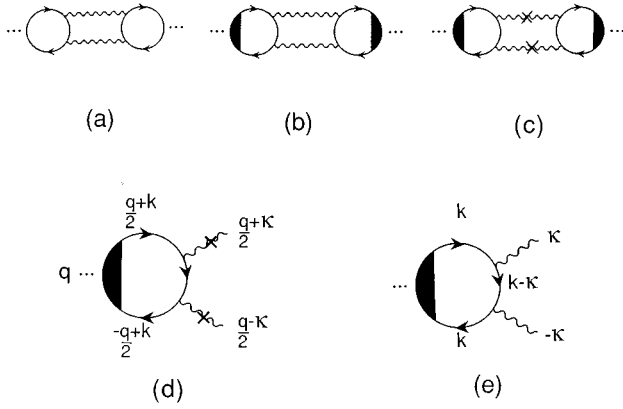 ... ... ... ... ... ...
(a) (b) (c)
q/2+k
q/2+κ
q ...
-q/2+k
q/2-κ
(d)
k
κ
... k-κ
k
-κ
(e)